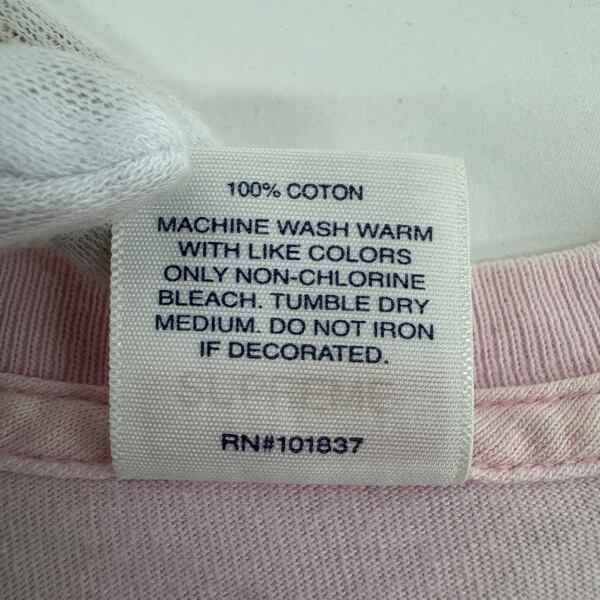 100% COTON
MACHINE WASH WARM
WITH LIKE COLORS
ONLY NON-CHLORINE
BLEACH. TUMBLE DRY
MEDIUM. DO NOT IRON
IF DECORATED.
SUPREME
RN#101837